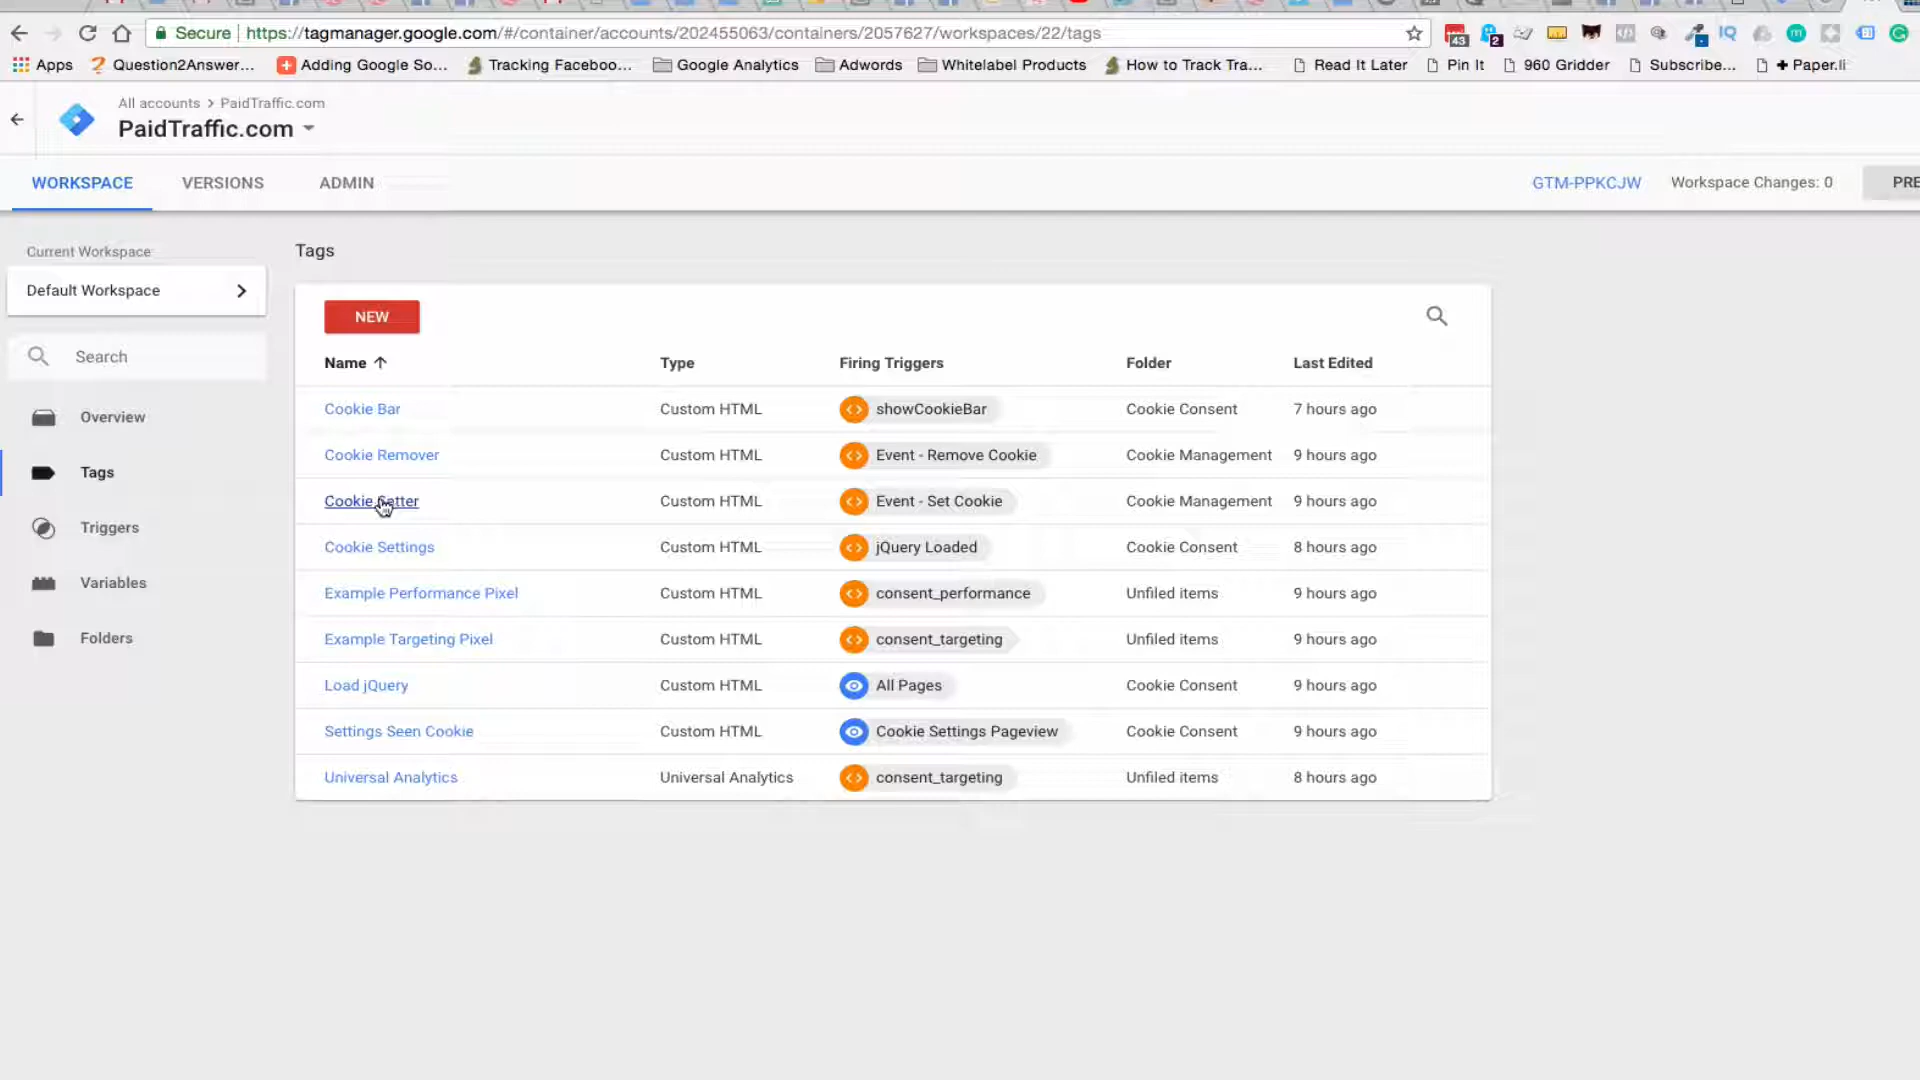 Secure https://tagmanager.google.com/#/container/accounts/202455063/containers/2057627/workspaces/22/tags
43 2 IQ m
Apps Question2Answer... Adding Google So... Tracking Faceboo... Google Analytics Adwords Whitelabel Products How to Track Tra... Read It Later Pin It 960 Gridder Subscribe... + Paper.li
All accounts > PaidTraffic.com
PaidTraffic.com
WORKSPACE VERSIONS ADMIN GTM-PPKCJW Workspace Changes: 0 PRE
Current Workspace
Default Workspace
Search
Overview
Tags
Triggers
Variables
Folders
Tags
NEW
Name Type Firing Triggers Folder Last Edited
Cookie Bar Custom HTML showCookieBar Cookie Consent 7 hours ago
Cookie Remover Custom HTML Event - Remove Cookie Cookie Management 9 hours ago
Cookie Setter Custom HTML Event - Set Cookie Cookie Management 9 hours ago
Cookie Settings Custom HTML jQuery Loaded Cookie Consent 8 hours ago
Example Performance Pixel Custom HTML consent_performance Unfiled items 9 hours ago
Example Targeting Pixel Custom HTML consent_targeting Unfiled items 9 hours ago
Load jQuery Custom HTML All Pages Cookie Consent 9 hours ago
Settings Seen Cookie Custom HTML Cookie Settings Pageview Cookie Consent 9 hours ago
Universal Analytics Universal Analytics consent_targeting Unfiled items 8 hours ago